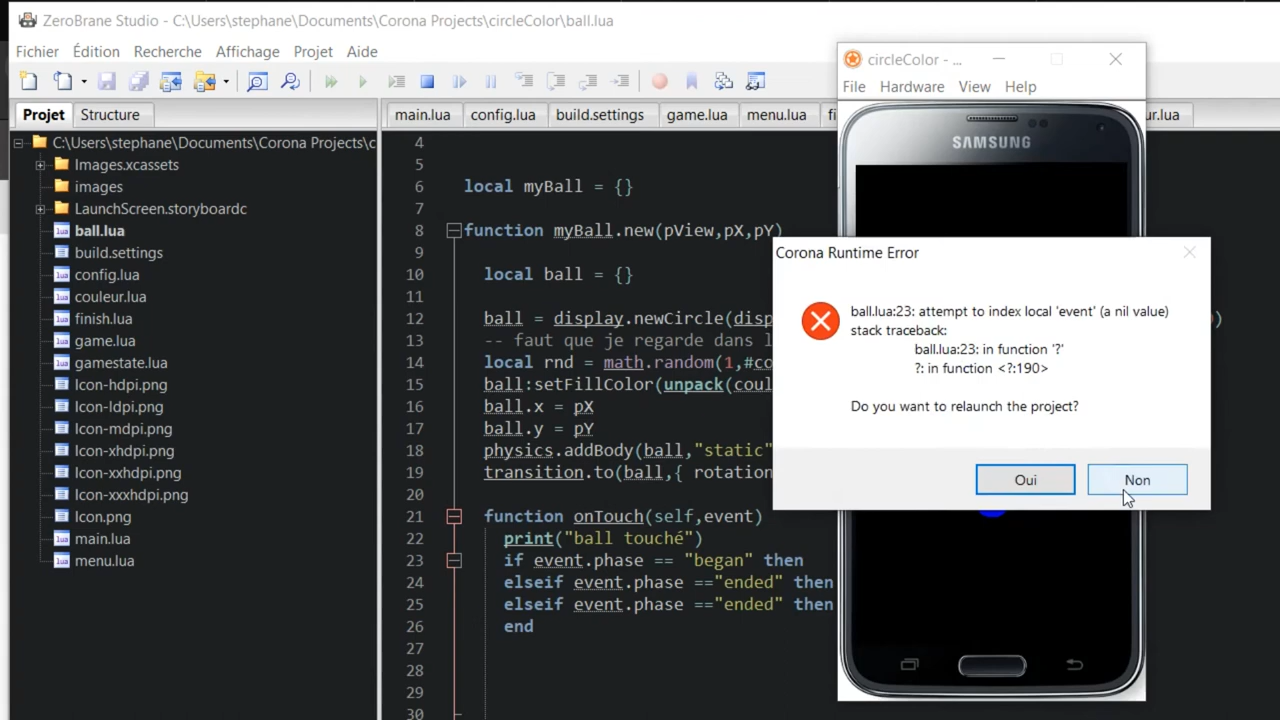 ZeroBrane Studio - C:\Users\stephane\Documents\Corona Projects\circleColor\ball.lua
Fichier Édition Recherche Affichage Projet Aide
Projet Structure
C:\Users\stephane\Documents\Corona Projects\c
Images.xcassets
images
LaunchScreen.storyboardc
ball.lua
build.settings
config.lua
couleur.lua
finish.lua
game.lua
gamestate.lua
Icon-hdpi.png
Icon-ldpi.png
Icon-mdpi.png
Icon-xhdpi.png
Icon-xxhdpi.png
Icon-xxxhdpi.png
Icon.png
main.lua
menu.lua
main.lua config.lua build.settings game.lua menu.lua fi ur.lua
4
5
6 local myBall = {}
7
8 function myBall.new(pView,pX,pY)
9
10 local ball = {}
11
12 ball = display.newCircle(disp )
13 -- faut que je regarde dans l
14 local rnd = math.random(1,#co
15 ball:setFillColor(unpack(coul
16 ball.x = pX
17 ball.y = pY
18 physics.addBody(ball,"static"
19 transition.to(ball,{ rotation
20
21 function onTouch(self,event)
22 print("ball touché")
23 if event.phase == "began" then
24 elseif event.phase =="ended" then
25 elseif event.phase =="ended" then
26 end
27
28
29
30
circleColor - ...
File Hardware View Help
SAMSUNG
Corona Runtime Error
ball.lua:23: attempt to index local 'event' (a nil value)
stack traceback:
ball.lua:23: in function '?'
?: in function <?:190>
Do you want to relaunch the project?
Oui Non